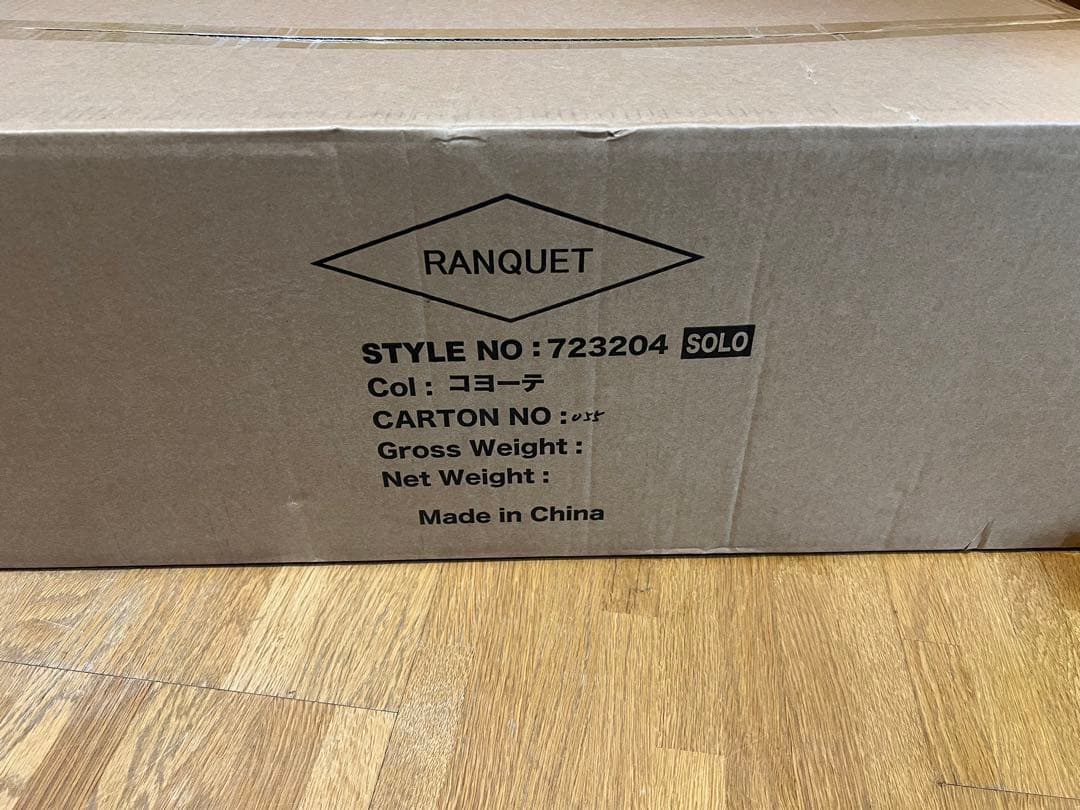 RANQUET
STYLE NO : 723204 SOLO
Col : コヨーテ
CARTON NO : 055
Gross Weight :
Net Weight :
Made in China